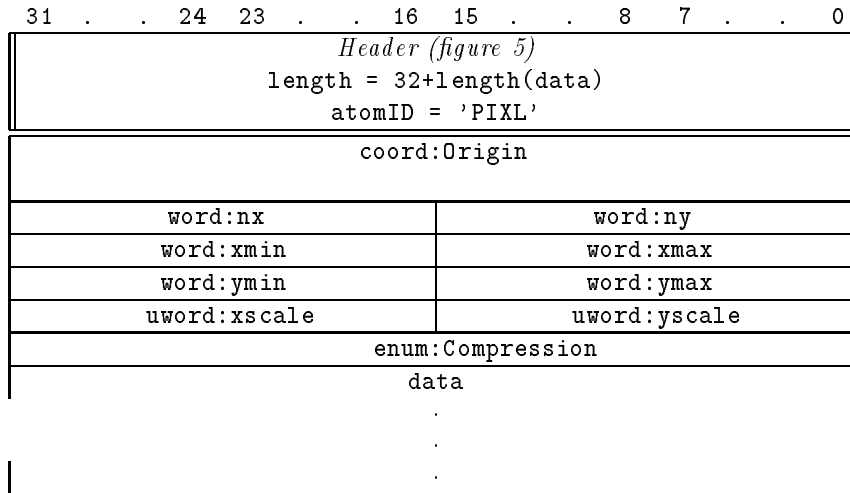 31 . . 24 23 . . 16 15 . . 8 7 . . 0
Header (figure 5)
length = 32+length(data)
atomID = 'PIXL'
coord:Origin
word:nx word:ny
word:xmin word:xmax
word:ymin word:ymax
uword:xscale uword:yscale
enum:Compression
data
.
.
.